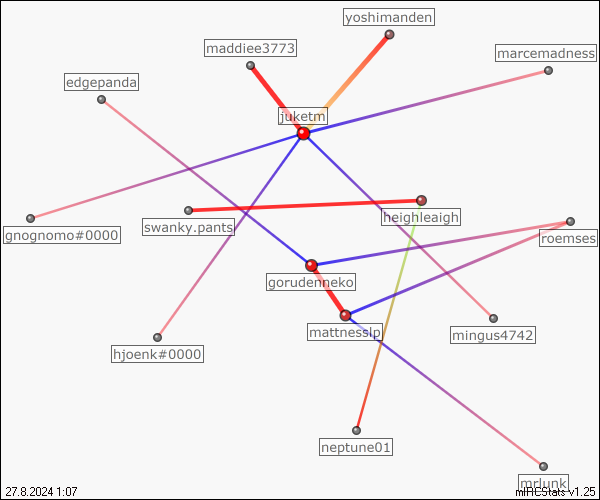 yoshimanden
maddiee3773
marcemadness
edgepanda
juketm
heighleaigh
swanky.pants
gnognomo#0000
roemses
gorudenneko
mattnesslp
mingus4742
hjoenk#0000
neptune01
mrlunk
27.8.2024 1:07
mIRCStats v1.25